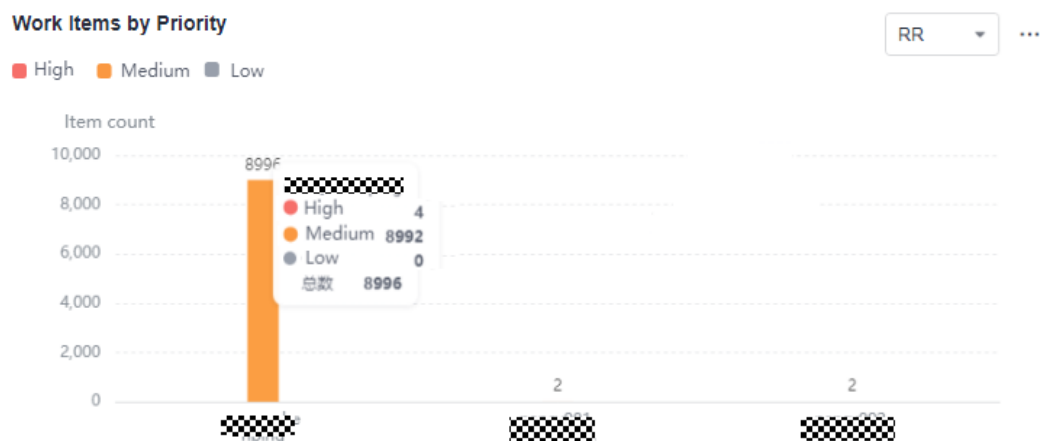 Work Items by Priority
RR
High Medium Low
Item count
10,000
8996
8,000
High 4
Medium 8992
6,000
Low 0
总数 8996
4,000
2,000
2 2
0